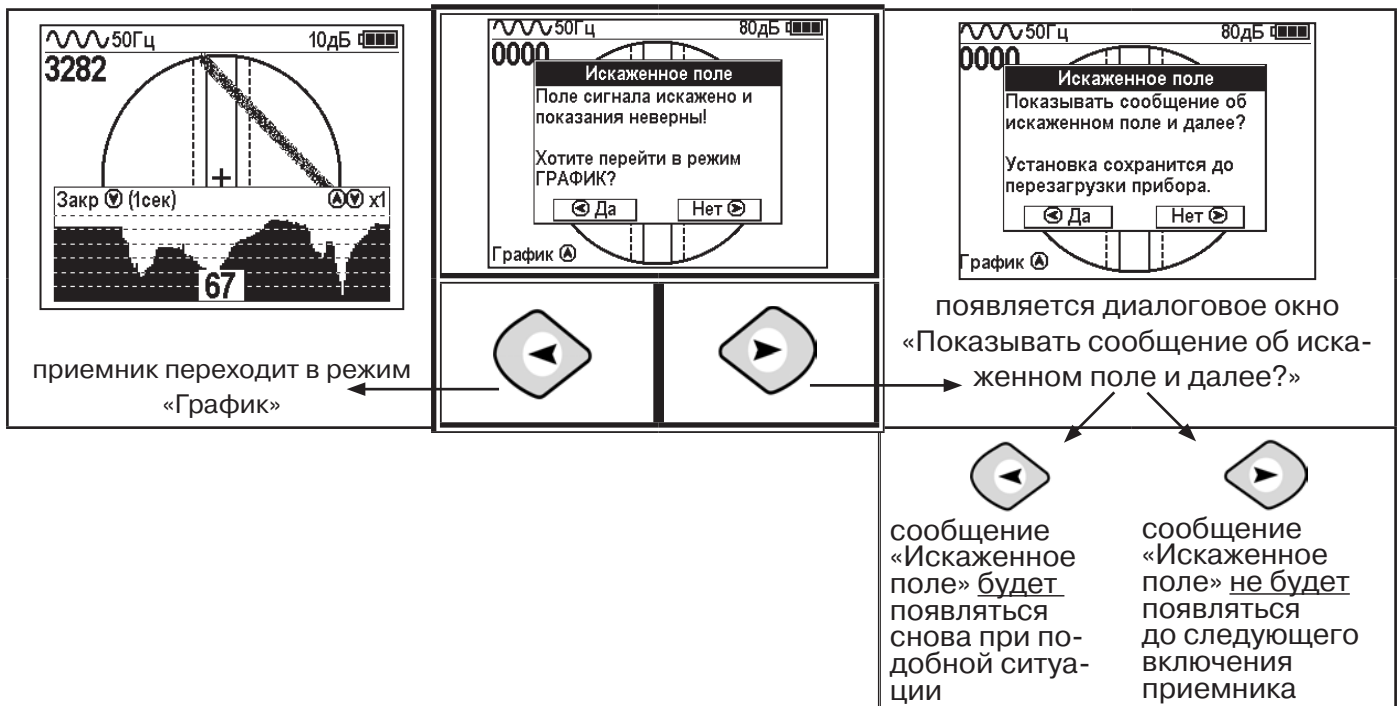 50Гц 10дБ
3282
Закр (1сек) x1
67
приемник переходит в режим
«График»
50Гц 80дБ
0000
Искаженное поле
Поле сигнала искажено и
показания неверны!
Хотите перейти в режим
ГРАФИК?
Да Нет
График
50Гц 80дБ
0000
Искаженное поле
Показывать сообщение об
искаженном поле и далее?
Установка сохранится до
перезагрузки прибора.
Да Нет
График
появляется диалоговое окно
«Показывать сообщение об иска-
женном поле и далее?»
сообщение
«Искаженное
поле» будет
появляться
снова при по-
добной ситуа-
ции
сообщение
«Искаженное
поле» не будет
появляться
до следующего
включения
приемника